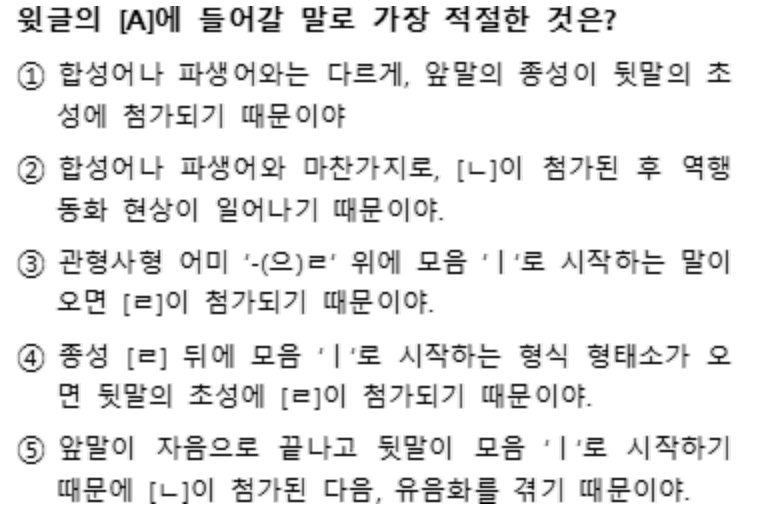 윗글의 [A]에 들어갈 말로 가장 적절한 것은?
① 합성어나 파생어와는 다르게, 앞말의 종성이 뒷말의 초
성에 첨가되기 때문이야
② 합성어나 파생어와 마찬가지로, [ㄴ]이 첨가된 후 역행
동화 현상이 일어나기 때문이야.
③ 관형사형 어미 '-(으)ㄹ' 위에 모음 'ㅣ'로 시작하는 말이
오면 [ㄹ]이 첨가되기 때문이야.
④ 종성 [ㄹ] 뒤에 모음 'ㅣ'로 시작하는 형식 형태소가 오
면 뒷말의 초성에 [ㄹ]이 첨가되기 때문이야.
⑤ 앞말이 자음으로 끝나고 뒷말이 모음 'ㅣ'로 시작하기
때문에 [ㄴ]이 첨가된 다음, 유음화를 겪기 때문이야.